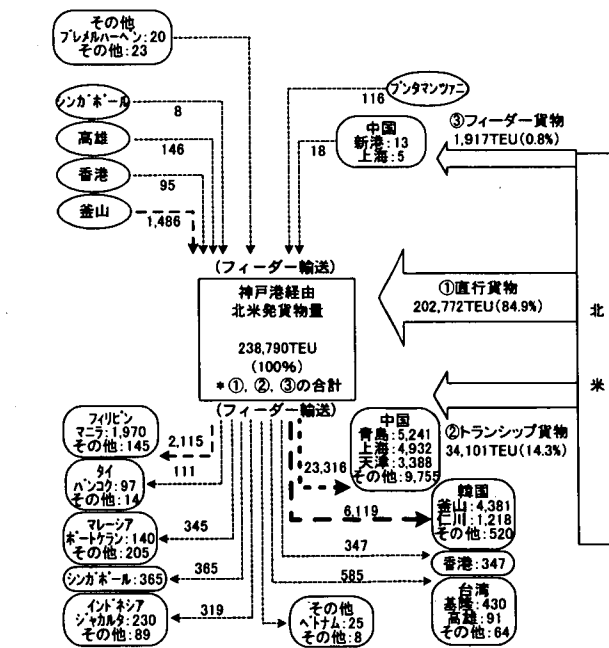 その他
ブレメルハーベン:20
その他:23
シンガポール
8
高雄
146
香港
95
釜山
1,486
116
プンタマンツァニ
中国
新港:13
上海:5
18
③フィーダー貨物
1,917TEU(0.8%)
(フィーダー輸送)
神戸港経由
北米発貨物量
238,790TEU
(100%)
*①,②,③の合計
(フィーダー輸送)
①直行貨物
202,772TEU(84.9%)
北
米
②トランシップ貨物
34,101TEU(14.3%)
フィリピン
マニラ:1,970
その他:145
2,115
タイ
バンコク:97
その他:14
111
マレーシア
ポートケラン:140
その他:205
345
シンガポール:365
365
インドネシア
ジャカルタ:230
その他:89
319
その他
ベトナム:25
その他:8
中国
青島:5,241
上海:4,932
天津:3,388
その他:9,755
23,316
韓国
釜山:4,381
仁川:1,218
その他:520
6,119
香港:347
347
台湾
基隆:430
高雄:91
その他:64
585